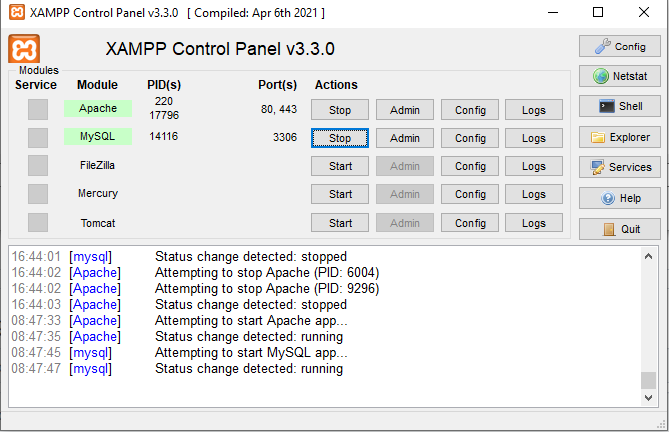 XAMPP Control Panel v3.3.0 [ Compiled: Apr 6th 2021 ]
XAMPP Control Panel v3.3.0
Modules
Service Module PID(s) Port(s) Actions
Apache 220 17796 80, 443 Stop Admin Config Logs
MySQL 14116 3306 Stop Admin Config Logs
FileZilla Start Admin Config Logs
Mercury Start Admin Config Logs
Tomcat Start Admin Config Logs
Config
Netstat
Shell
Explorer
Services
Help
Quit
16:44:01 [mysql] Status change detected: stopped
16:44:02 [Apache] Attempting to stop Apache (PID: 6004)
16:44:02 [Apache] Attempting to stop Apache (PID: 9296)
16:44:03 [Apache] Status change detected: stopped
08:47:33 [Apache] Attempting to start Apache app...
08:47:35 [Apache] Status change detected: running
08:47:45 [mysql] Attempting to start MySQL app...
08:47:47 [mysql] Status change detected: running